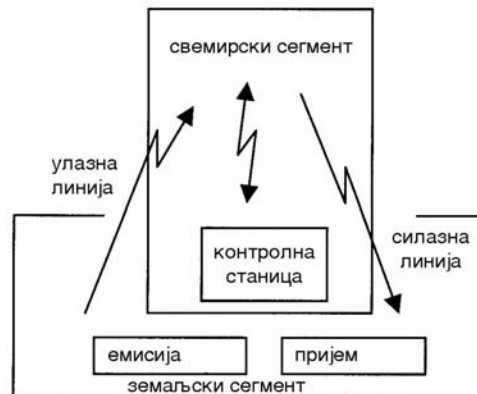 свемирски сегмент
улазна
линија
контролна
станица
силазна
линија
емисија
пријем
земаљски сегмент